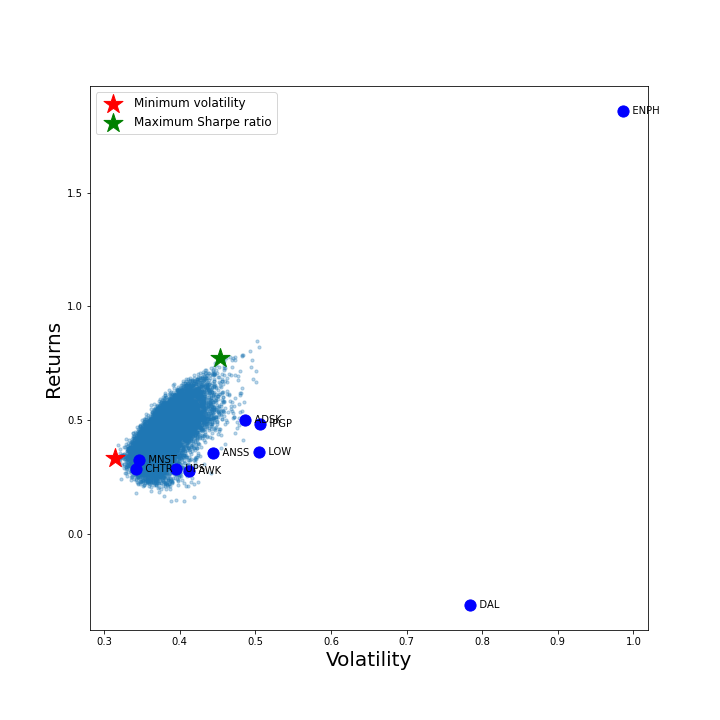 Minimum volatility
Maximum Sharpe ratio
ENPH
1.5
1.0
Returns
ADSK
IPGP
0.5
ANSS
LOW
MNST
CHTR
UPS
AWK
0.0
DAL
0.3
0.4
0.5
0.6
0.7
0.8
0.9
1.0
Volatility